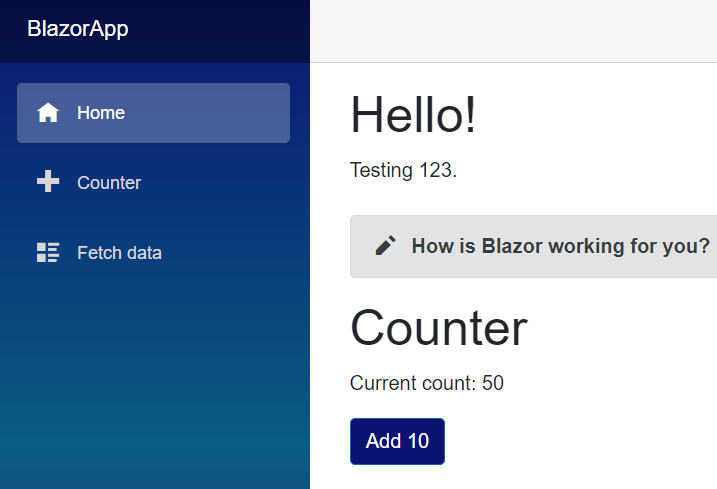 BlazorApp
Home
Counter
Fetch data
Hello!
Testing 123.
How is Blazor working for you?
Counter
Current count: 50
Add 10